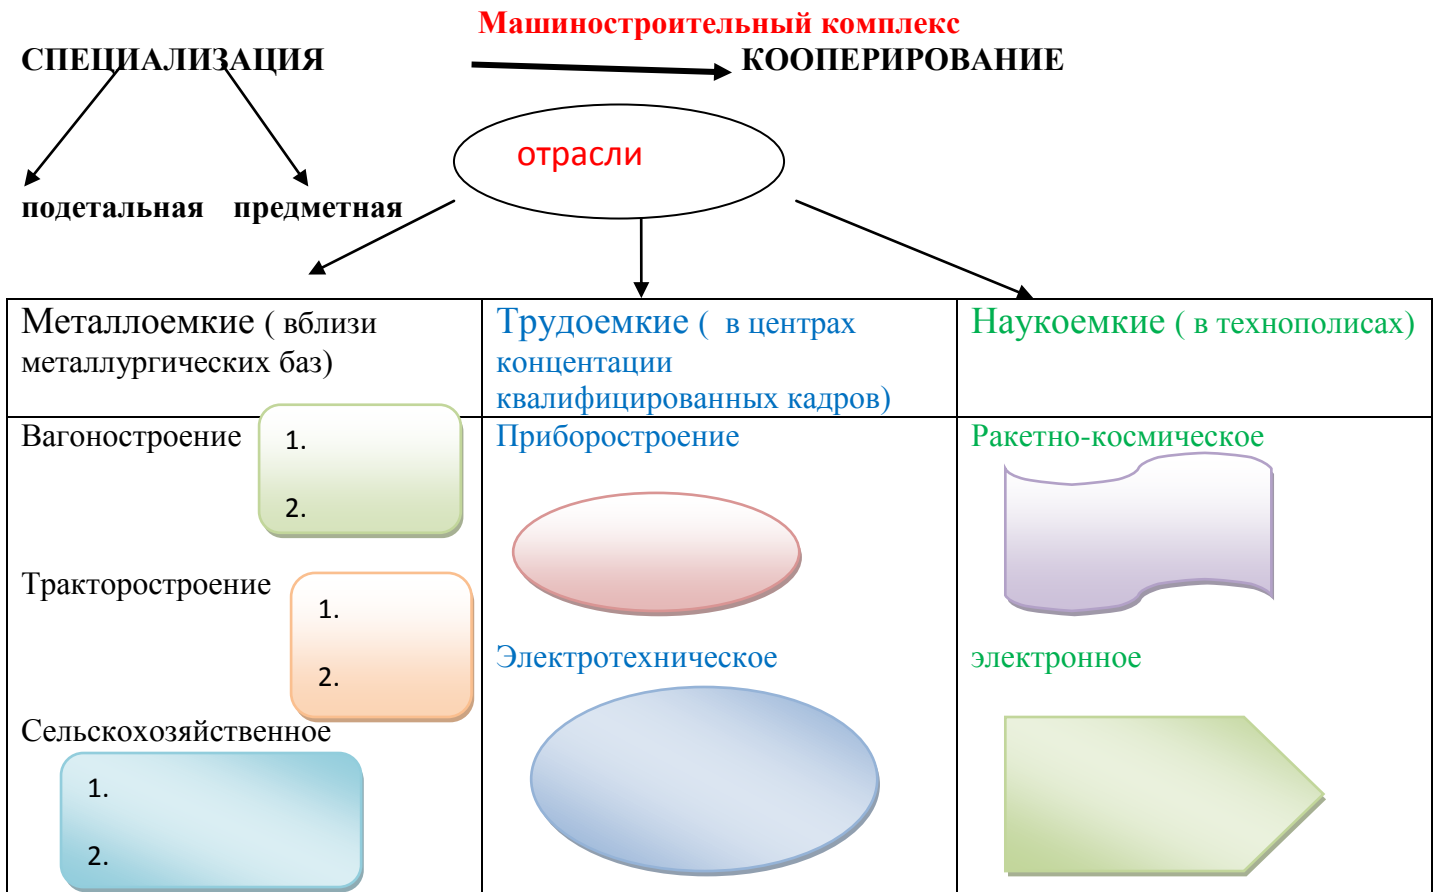 Машиностроительный комплекс
СПЕЦИАЛИЗАЦИЯ КООПЕРИРОВАНИЕ
отрасли
подетальная предметная
Металлоемкие ( вблизи
металлургических баз)
Трудоемкие ( в центрах
концентации
квалифицированных кадров)
Наукоемкие ( в технополисах)
Вагоностроение
1.
2.
Тракторостроение
1.
2.
Сельскохозяйственное
1.
2.
Приборостроение
Электротехническое
Ракетно-космическое
электронное